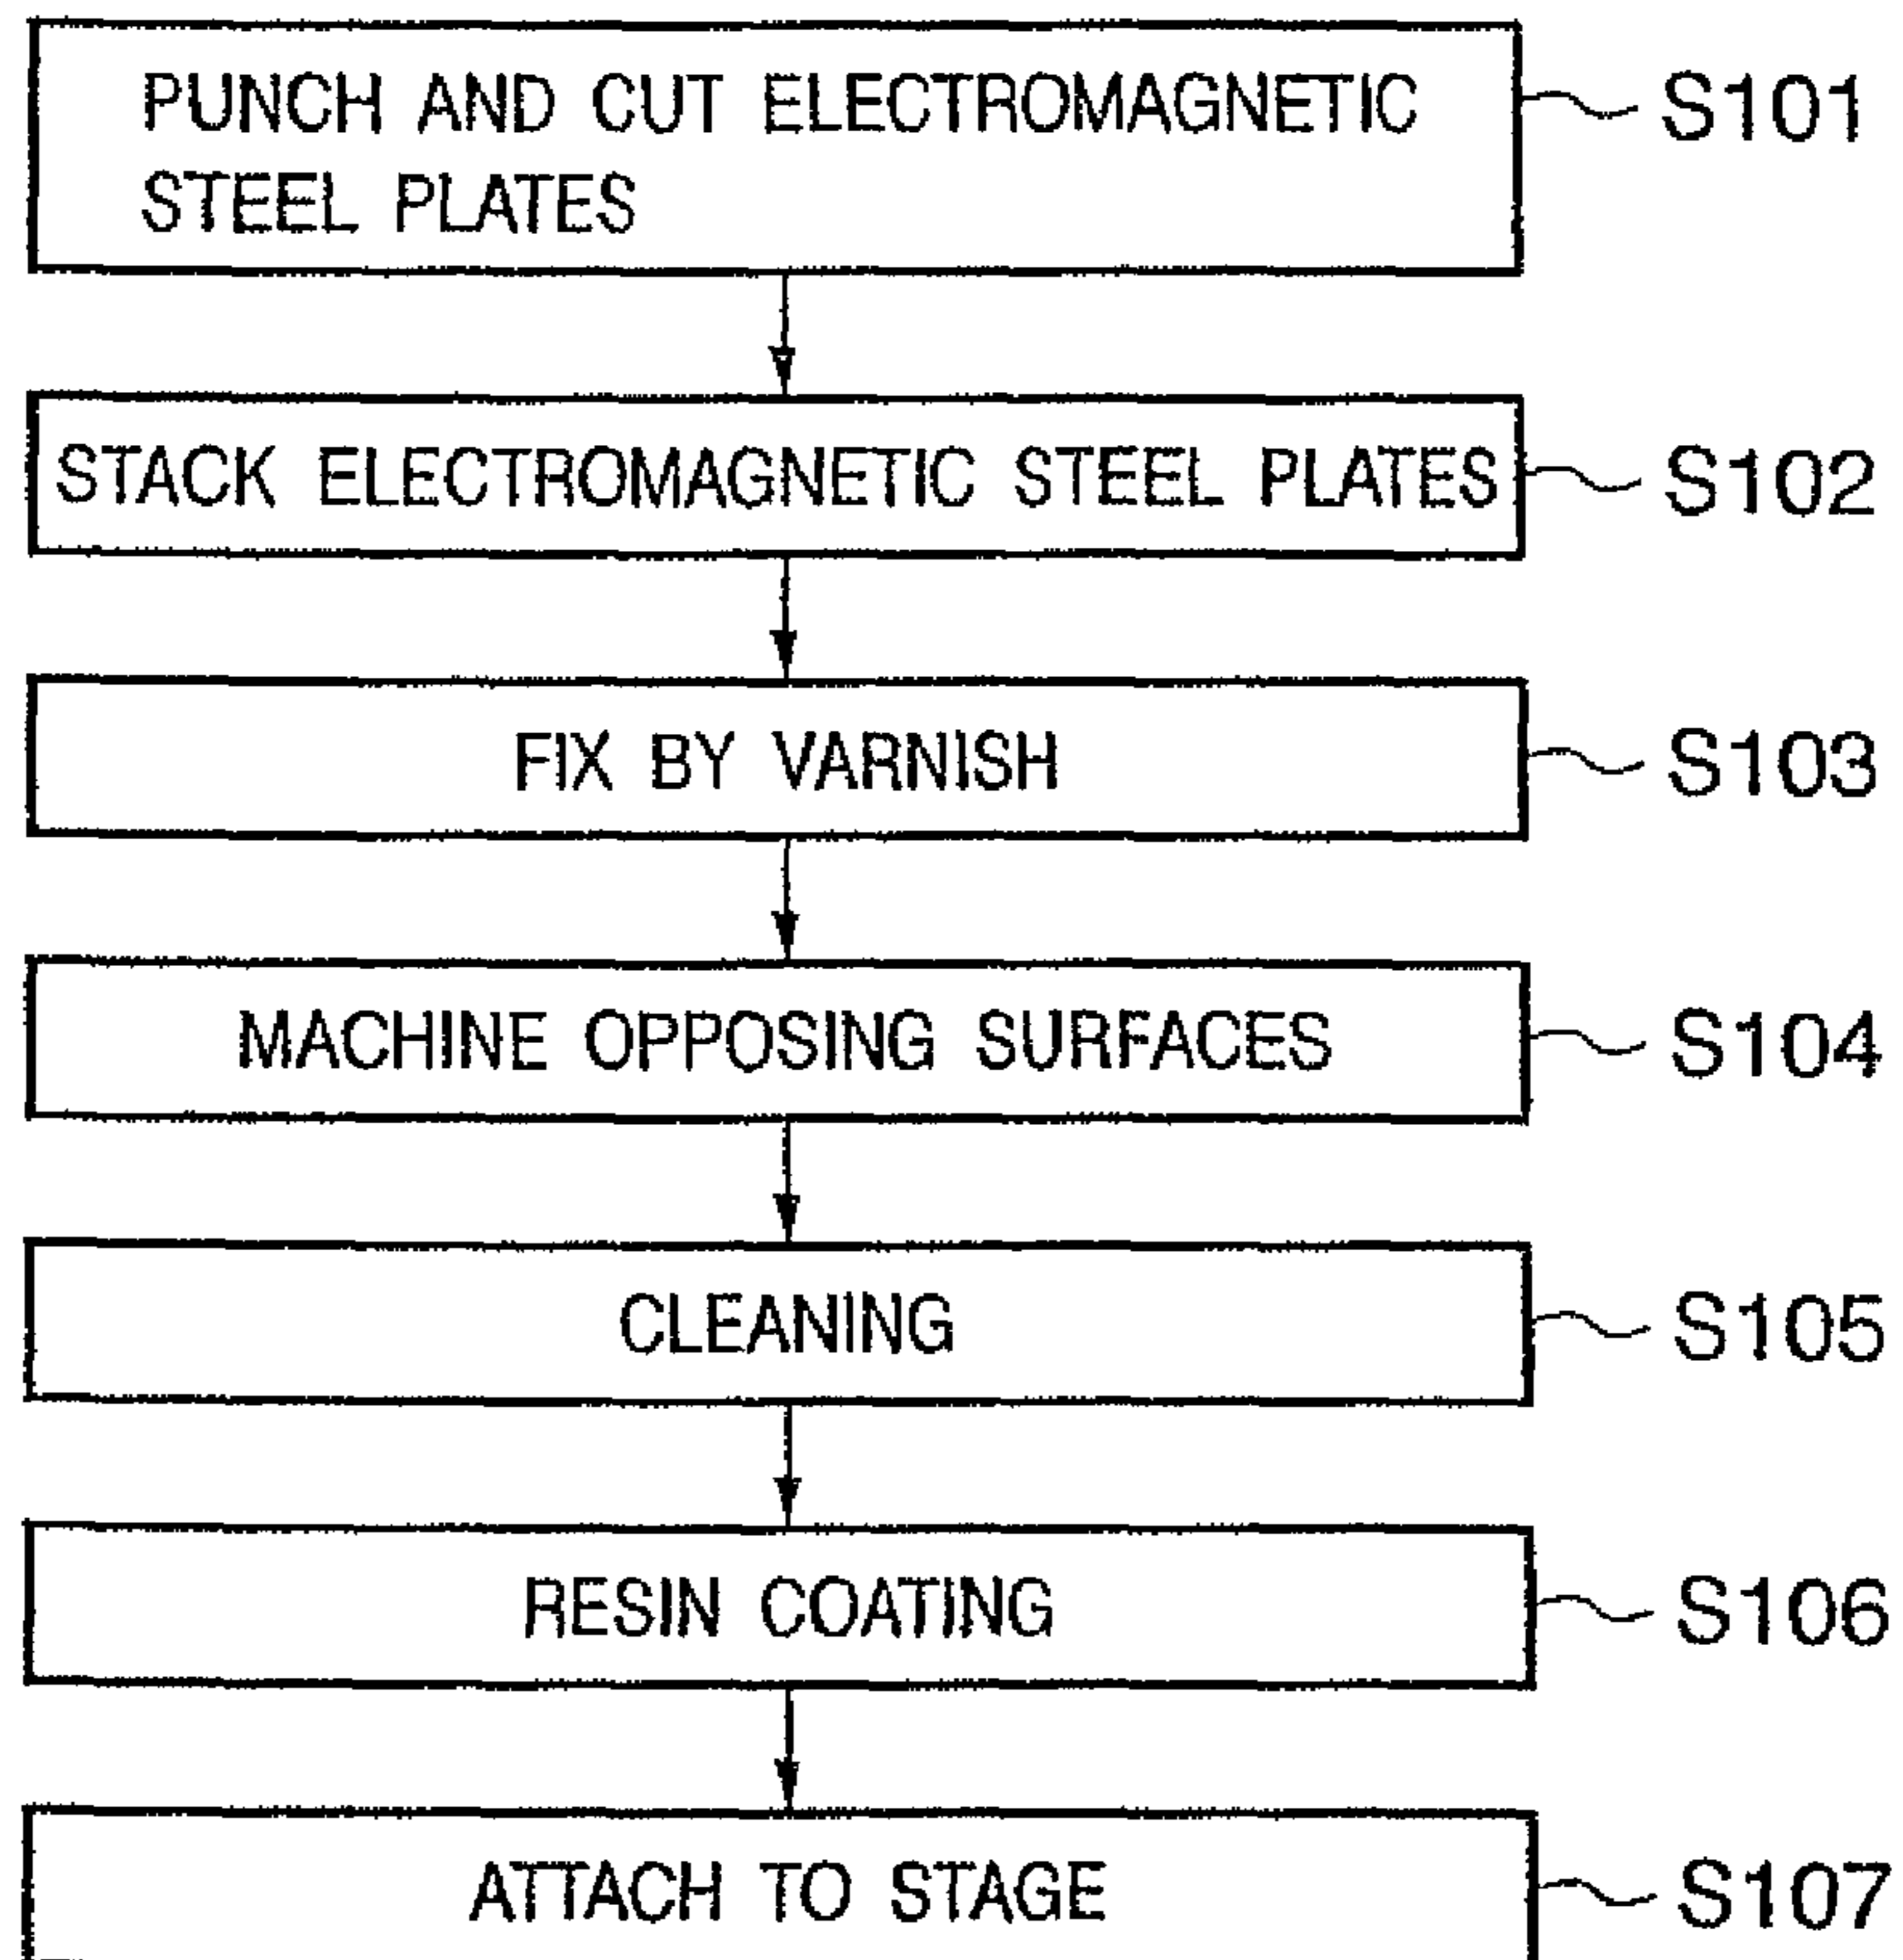 PUNCH AND CUT ELECTROMAGNETIC
STEEL PLATES
S101
STACK ELECTROMAGNETIC STEEL PLATES
S102
FIX BY VARNISH
S103
MACHINE OPPOSING SURFACES
S104
CLEANING
S105
RESIN COATING
S106
ATTACH TO STAGE
S107